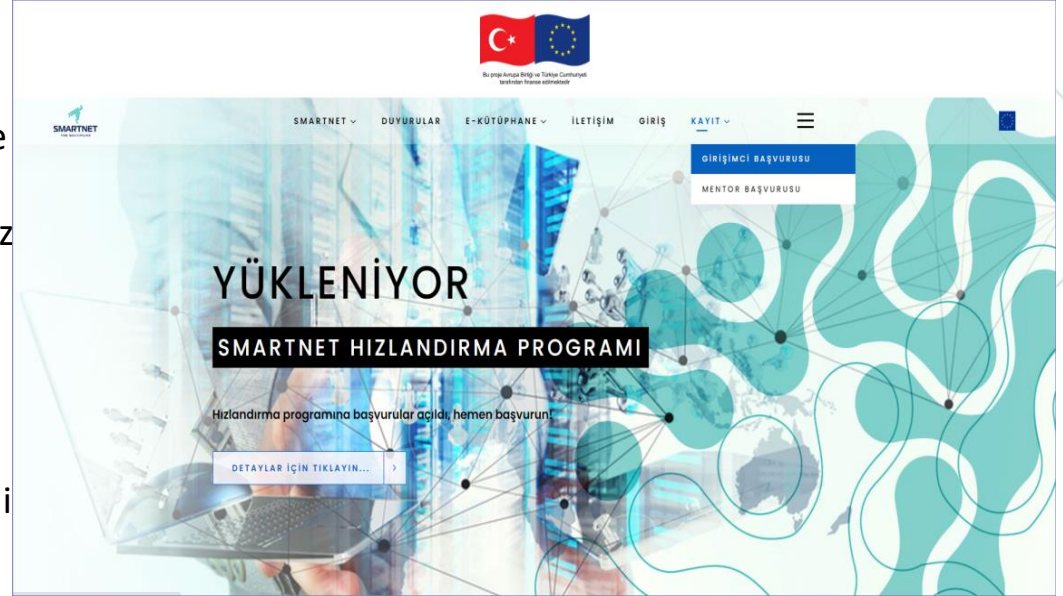 Bu proje Avrupa Birliği ve Türkiye Cumhuriyeti
tarafından finanse edilmektedir
SMARTNET
SMARTNET
DUYURULAR
E-KÜTÜPHANE
İLETİŞİM
GİRİŞ
KAYIT
GİRİŞİMCİ BAŞVURUSU
MENTOR BAŞVURUSU
e
z
YÜKLENİYOR
SMARTNET HIZLANDIRMA PROGRAMI
Hızlandırma programına başvurular açıldı, hemen başvurun!
DETAYLAR İÇİN TIKLAYIN...
i